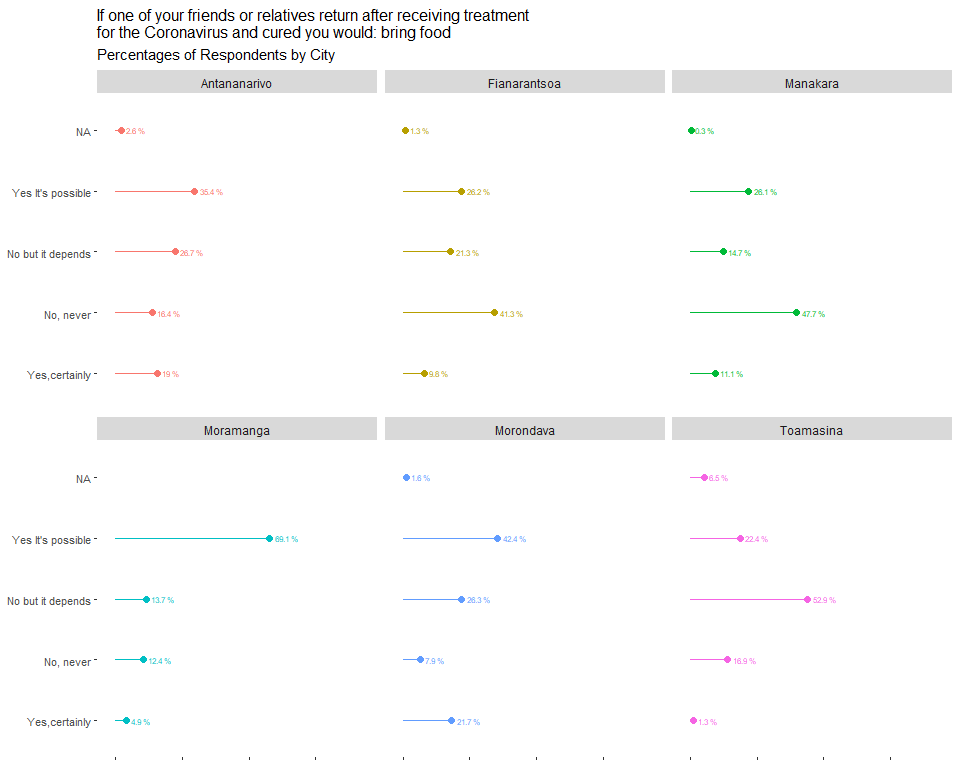 If one of your friends or relatives return after receiving treatment
for the Coronavirus and cured you would: bring food
Percentages of Respondents by City
Antananarivo
Fianarantsoa
Manakara
NA
2.6 %
1.3 %
0.3 %
Yes It's possible
35.4 %
26.2 %
26.1 %
No but it depends
26.7 %
21.3 %
14.7 %
No, never
16.4 %
41.3 %
47.7 %
Yes,certainly
19 %
9.8 %
11.1 %
Moramanga
Morondava
Toamasina
NA
1.6 %
6.5 %
Yes It's possible
69.1 %
42.4 %
22.4 %
No but it depends
13.7 %
26.3 %
52.9 %
No, never
12.4 %
7.9 %
16.9 %
Yes,certainly
4.9 %
21.7 %
1.3 %